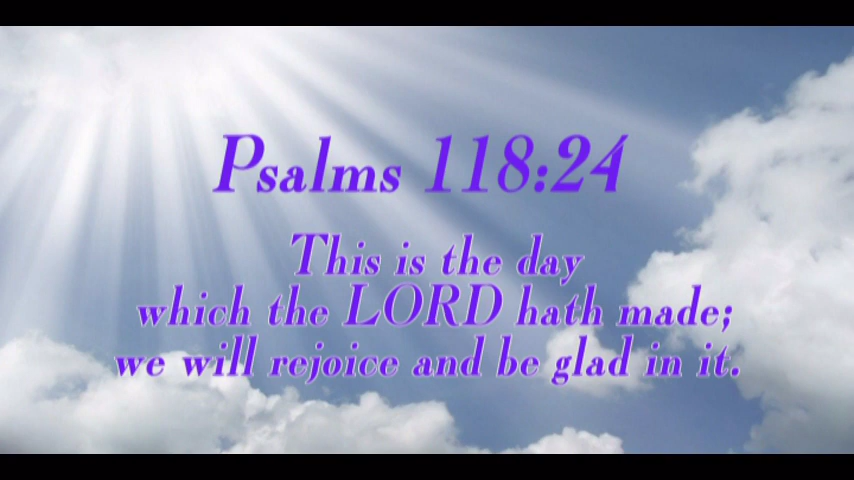 Psalms 118:24
This is the day
which the LORD hath made;
we will rejoice and be glad in it.